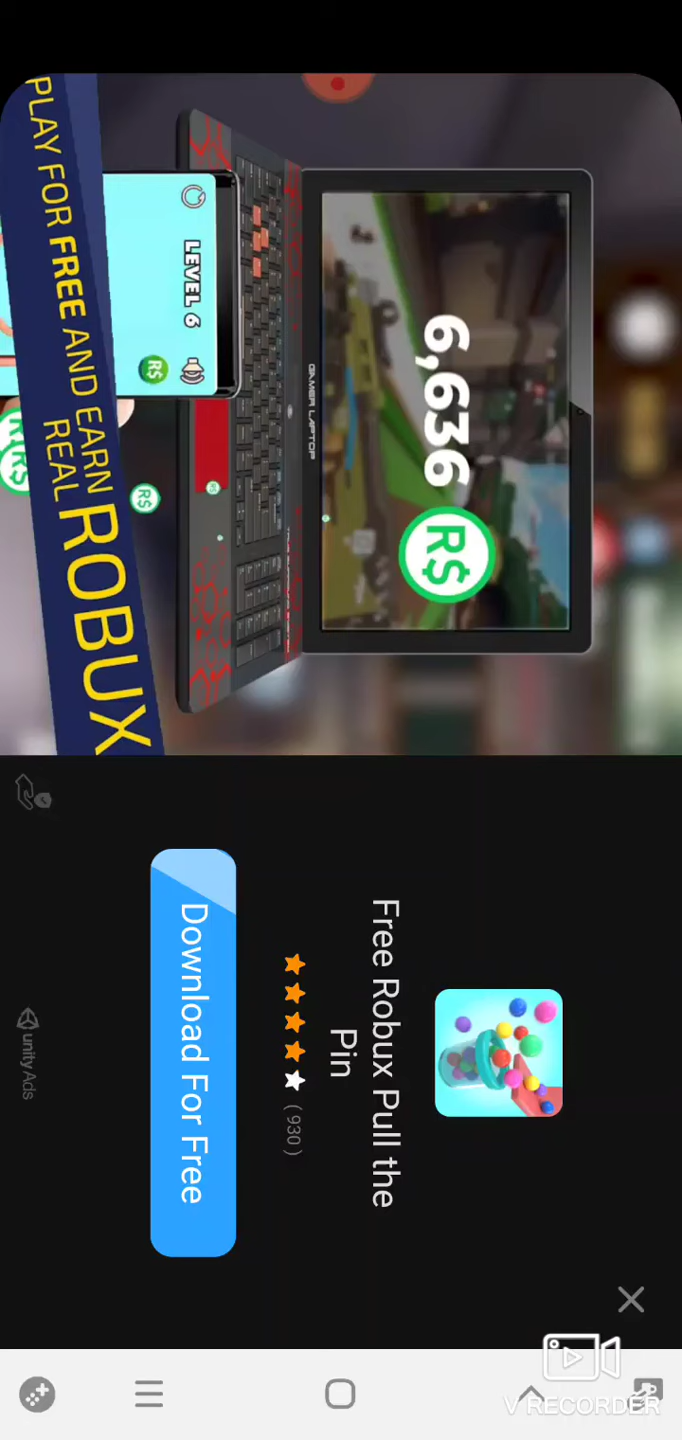 PLAY FOR FREE AND EARN
REAL ROBUX
LEVEL 6
R$
R$
R$
R$
GAMER LAPTOP
6,636
R$
Free Robux Pull the
Pin
(930)
Download For Free
unity Ads
V RECORDER